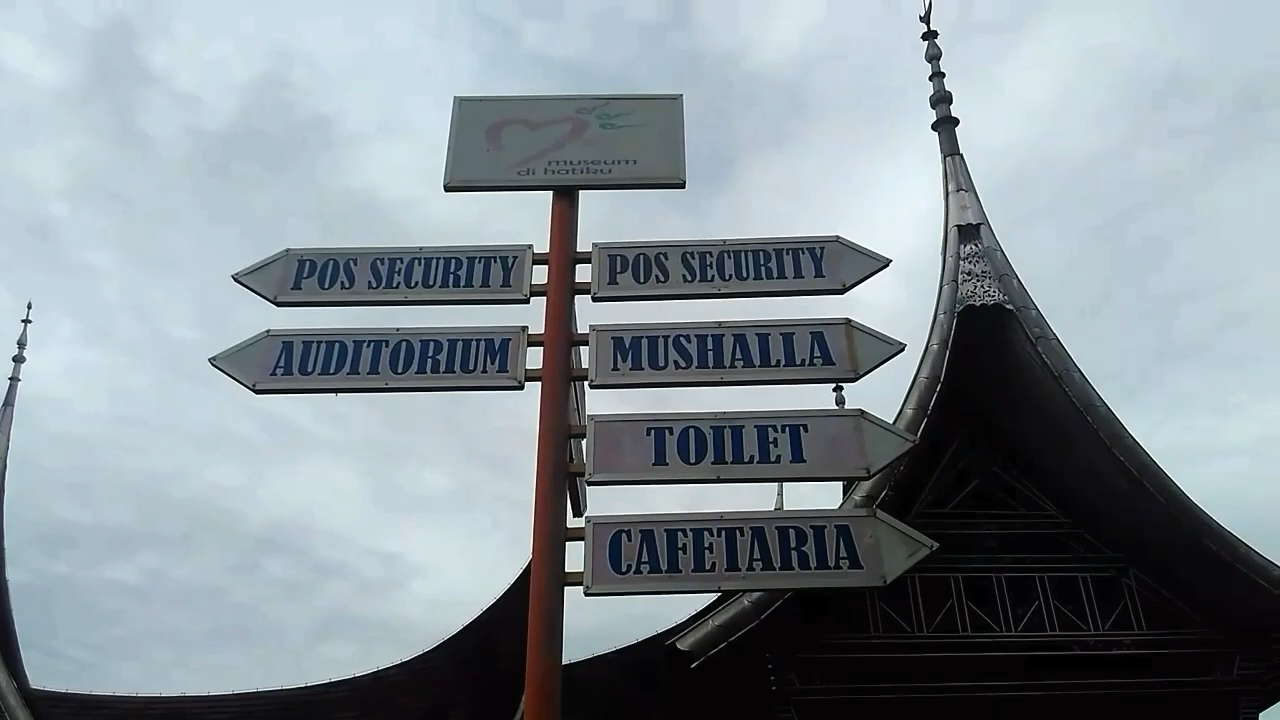 museum
di hatiku
POS SECURITY
POS SECURITY
AUDITORIUM
MUSHALLA
TOILET
CAFETARIA